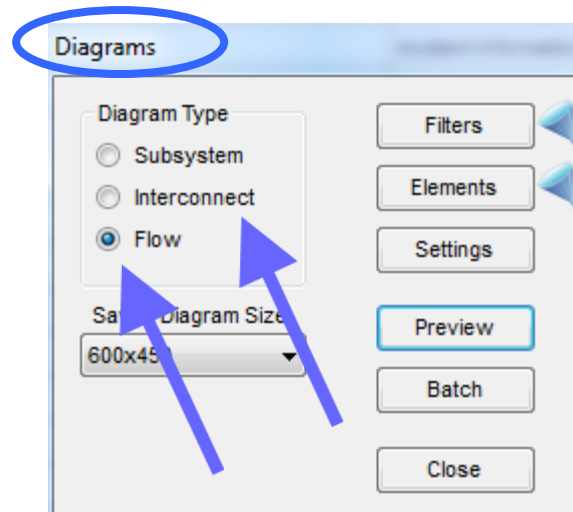 Diagrams
Diagram Type
Subsystem
Interconnect
Flow
Diagram Size
Filters
Elements
Settings
Preview
Batch
Close